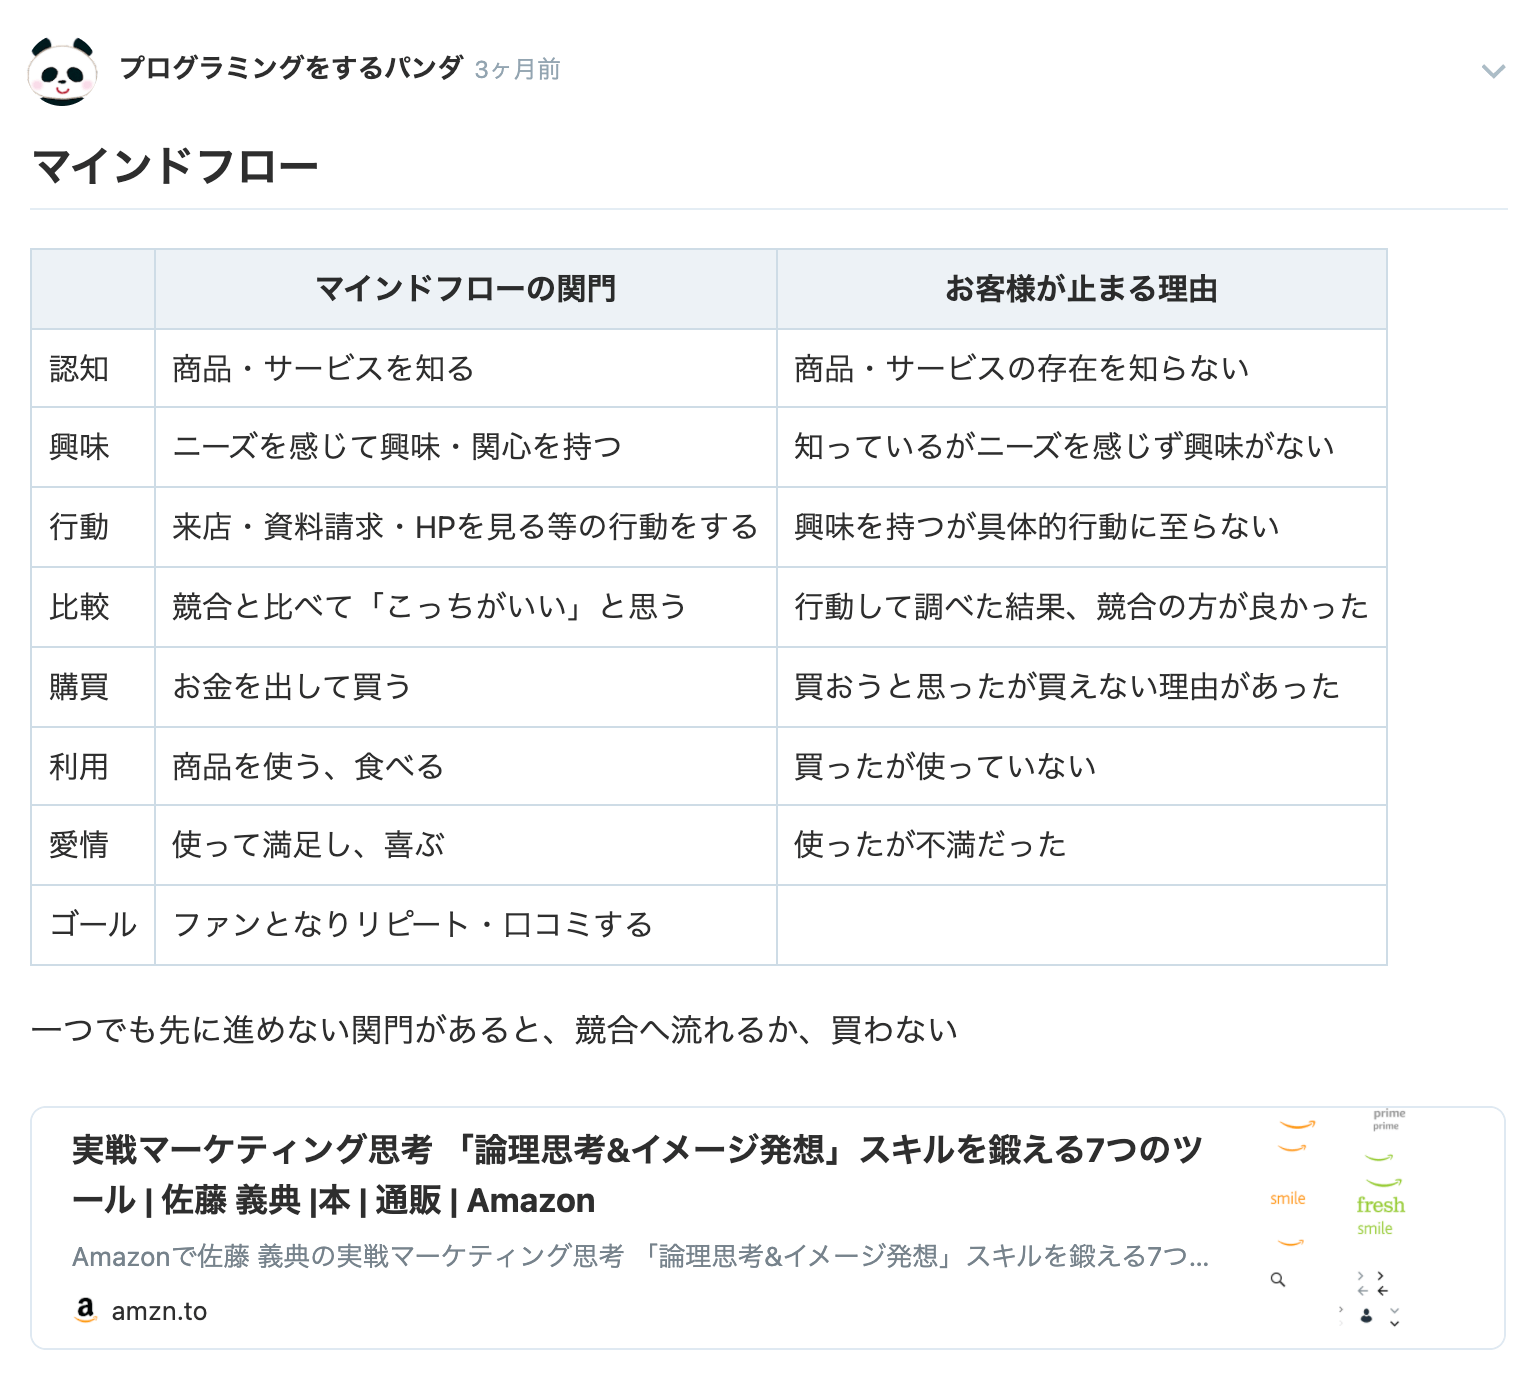 プログラミングをするパンダ 3ヶ月前
マインドフロー
マインドフローの関門 お客様が止まる理由
認知 商品・サービスを知る 商品・サービスの存在を知らない
興味 ニーズを感じて興味・関心を持つ 知っているがニーズを感じず興味がない
行動 来店・資料請求・HPを見る等の行動をする 興味を持つが具体的行動に至らない
比較 競合と比べて「こっちがいい」と思う 行動して調べた結果、競合の方が良かった
購買 お金を出して買う 買おうと思ったが買えない理由があった
利用 商品を使う、食べる 買ったが使っていない
愛情 使って満足し、喜ぶ 使ったが不満だった
ゴール ファンとなりリピート・口コミする
一つでも先に進めない関門があると、競合へ流れるか、買わない
実戦マーケティング思考 「論理思考&イメージ発想」スキルを鍛える7つのツ
ール | 佐藤 義典 |本 | 通販 | Amazon
Amazonで佐藤 義典の実戦マーケティング思考 「論理思考&イメージ発想」スキルを鍛える7つ...
a amzn.to
prime
prime
smile
fresh
smile